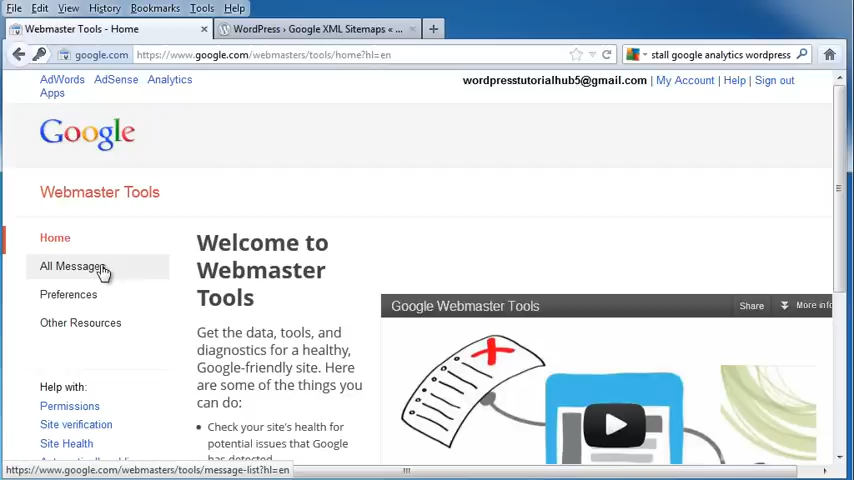 File Edit View History Bookmarks Tools Help
Webmaster Tools - Home
WordPress › Google XML Sitemaps « ...
google.com https://www.google.com/webmasters/tools/home?hl=en
stall google analytics wordpress
AdWords AdSense Analytics
Apps
wordpresstutorialhub5@gmail.com | My Account | Help | Sign out
Google
Webmaster Tools
Home
All Messages
Preferences
Other Resources
Help with:
Permissions
Site verification
Site Health
Welcome to
Webmaster
Tools
Get the data, tools, and
diagnostics for a healthy,
Google-friendly site. Here
are some of the things you
can do:
Check your site's health for
potential issues that Google
has detected.
Google Webmaster Tools
Share
More info
https://www.google.com/webmasters/tools/message-list?hl=en